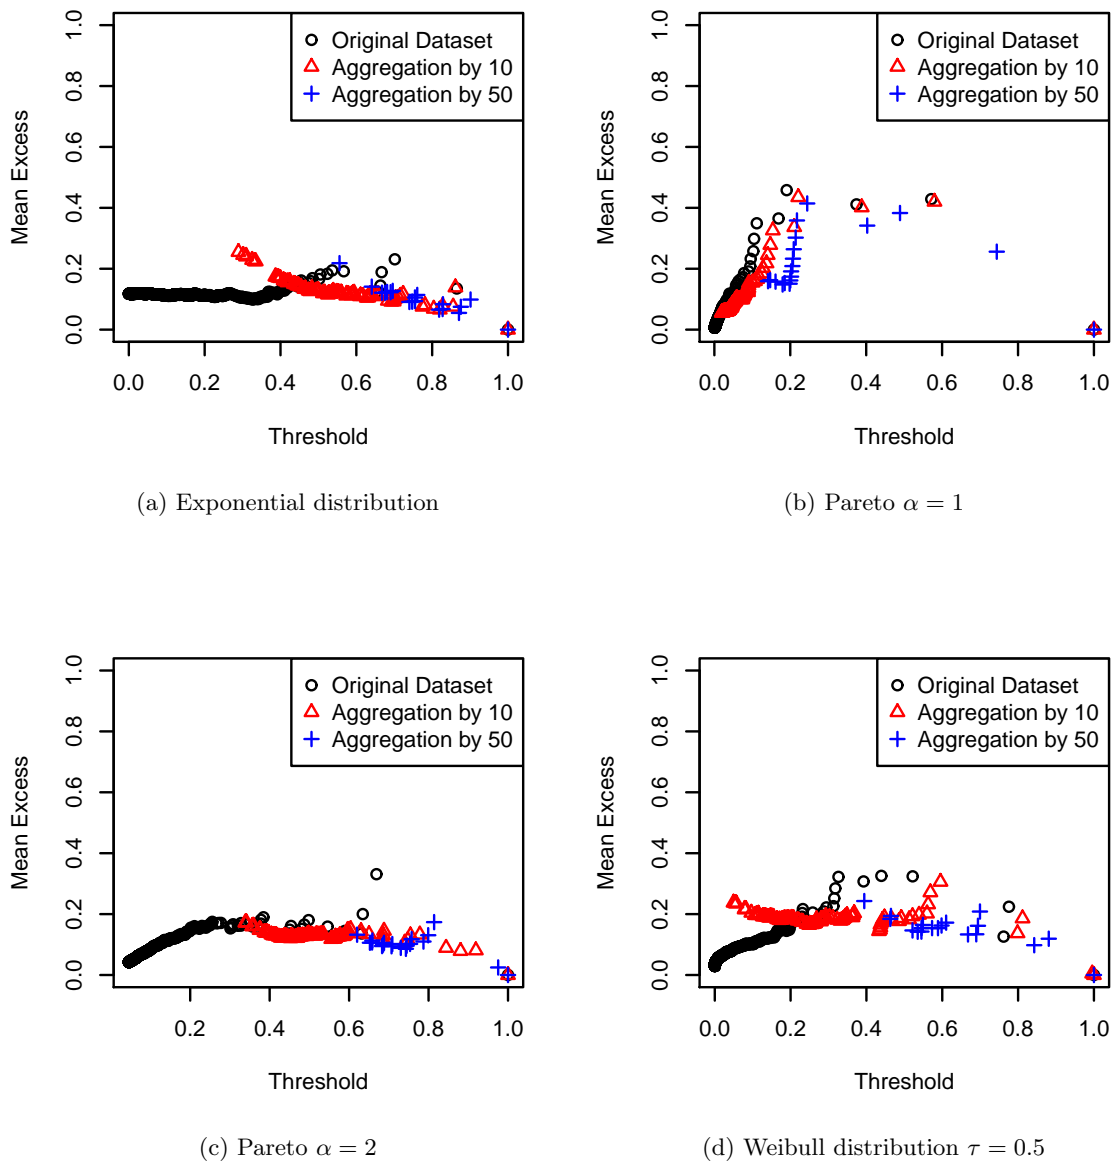 Mean Excess
1.0
0.8
0.6
0.4
0.2
0.0
Original Dataset
Aggregation by 10
Aggregation by 50
0.0 0.2 0.4 0.6 0.8 1.0
Threshold
(a) Exponential distribution
Mean Excess
1.0
0.8
0.6
0.4
0.2
0.0
Original Dataset
Aggregation by 10
Aggregation by 50
0.0 0.2 0.4 0.6 0.8 1.0
Threshold
(b) Pareto α = 1
Mean Excess
1.0
0.8
0.6
0.4
0.2
0.0
Original Dataset
Aggregation by 10
Aggregation by 50
0.2 0.4 0.6 0.8 1.0
Threshold
(c) Pareto α = 2
Mean Excess
1.0
0.8
0.6
0.4
0.2
0.0
Original Dataset
Aggregation by 10
Aggregation by 50
0.0 0.2 0.4 0.6 0.8 1.0
Threshold
(d) Weibull distribution τ = 0.5